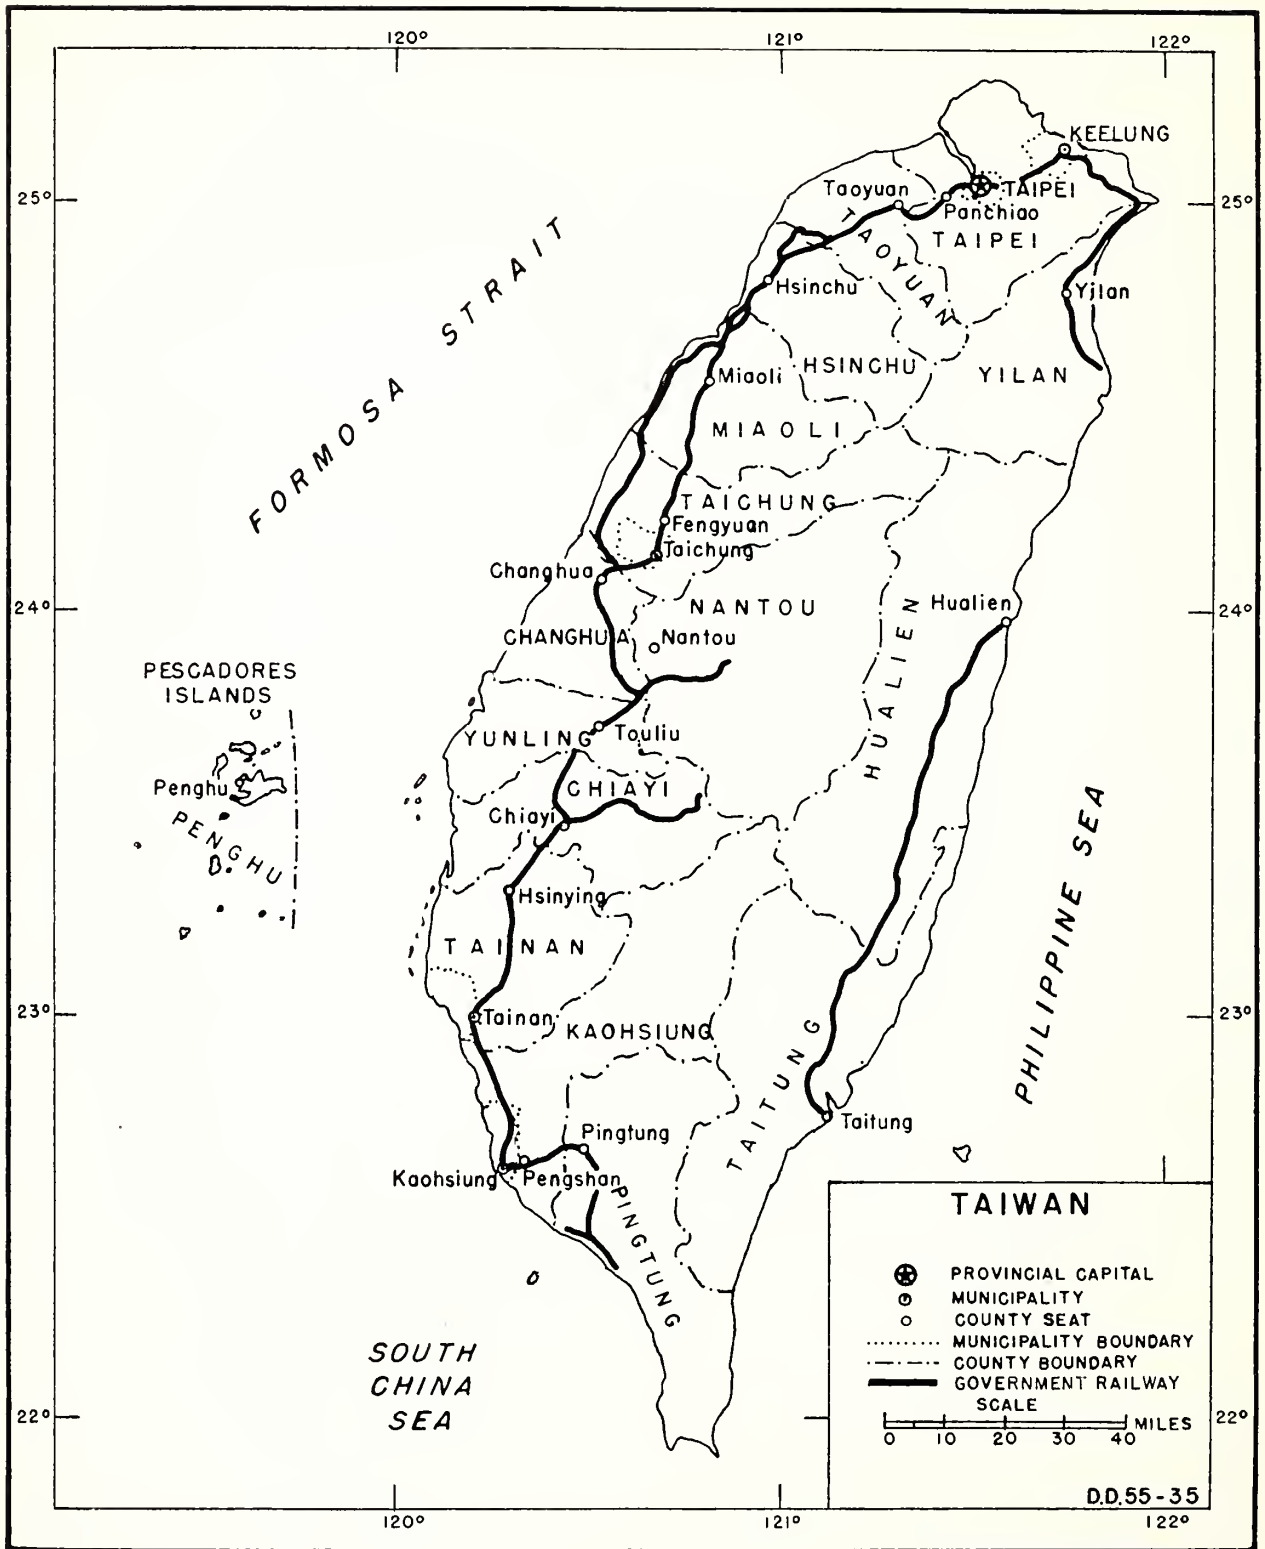 120°
121°
122°
KEELUNG
25°
25°
Taoyuan
TAIPEI
Panchiao
TAOYUAN
TAIPEI
FORMOSA STRAIT
Hsinchu
Yilan
Miaoli
HSINCHU
YILAN
MIAOLI
TAICHUNG
Fengyuan
Taichung
Changhua
24°
NANTOU
Hualien
24°
CHANGHUA
Nantou
HUALIEN
PESCADORES
ISLANDS
YUNLING
Touliu
Penghu
CHIAYI
PENGHU
Chiayi
PHILIPPINE SEA
Hsinying
TAINAN
23°
Tainan
KAOHSIUNG
TAITUNG
23°
Taitung
Pingtung
Kaohsiung
Pengshan
PINGTUNG
TAIWAN
PROVINCIAL CAPITAL
MUNICIPALITY
COUNTY SEAT
MUNICIPALITY BOUNDARY
COUNTY BOUNDARY
GOVERNMENT RAILWAY
SCALE
MILES
0 10 20 30 40
SOUTH
CHINA
SEA
22°
22°
D.D.55-35
120°
121°
122°